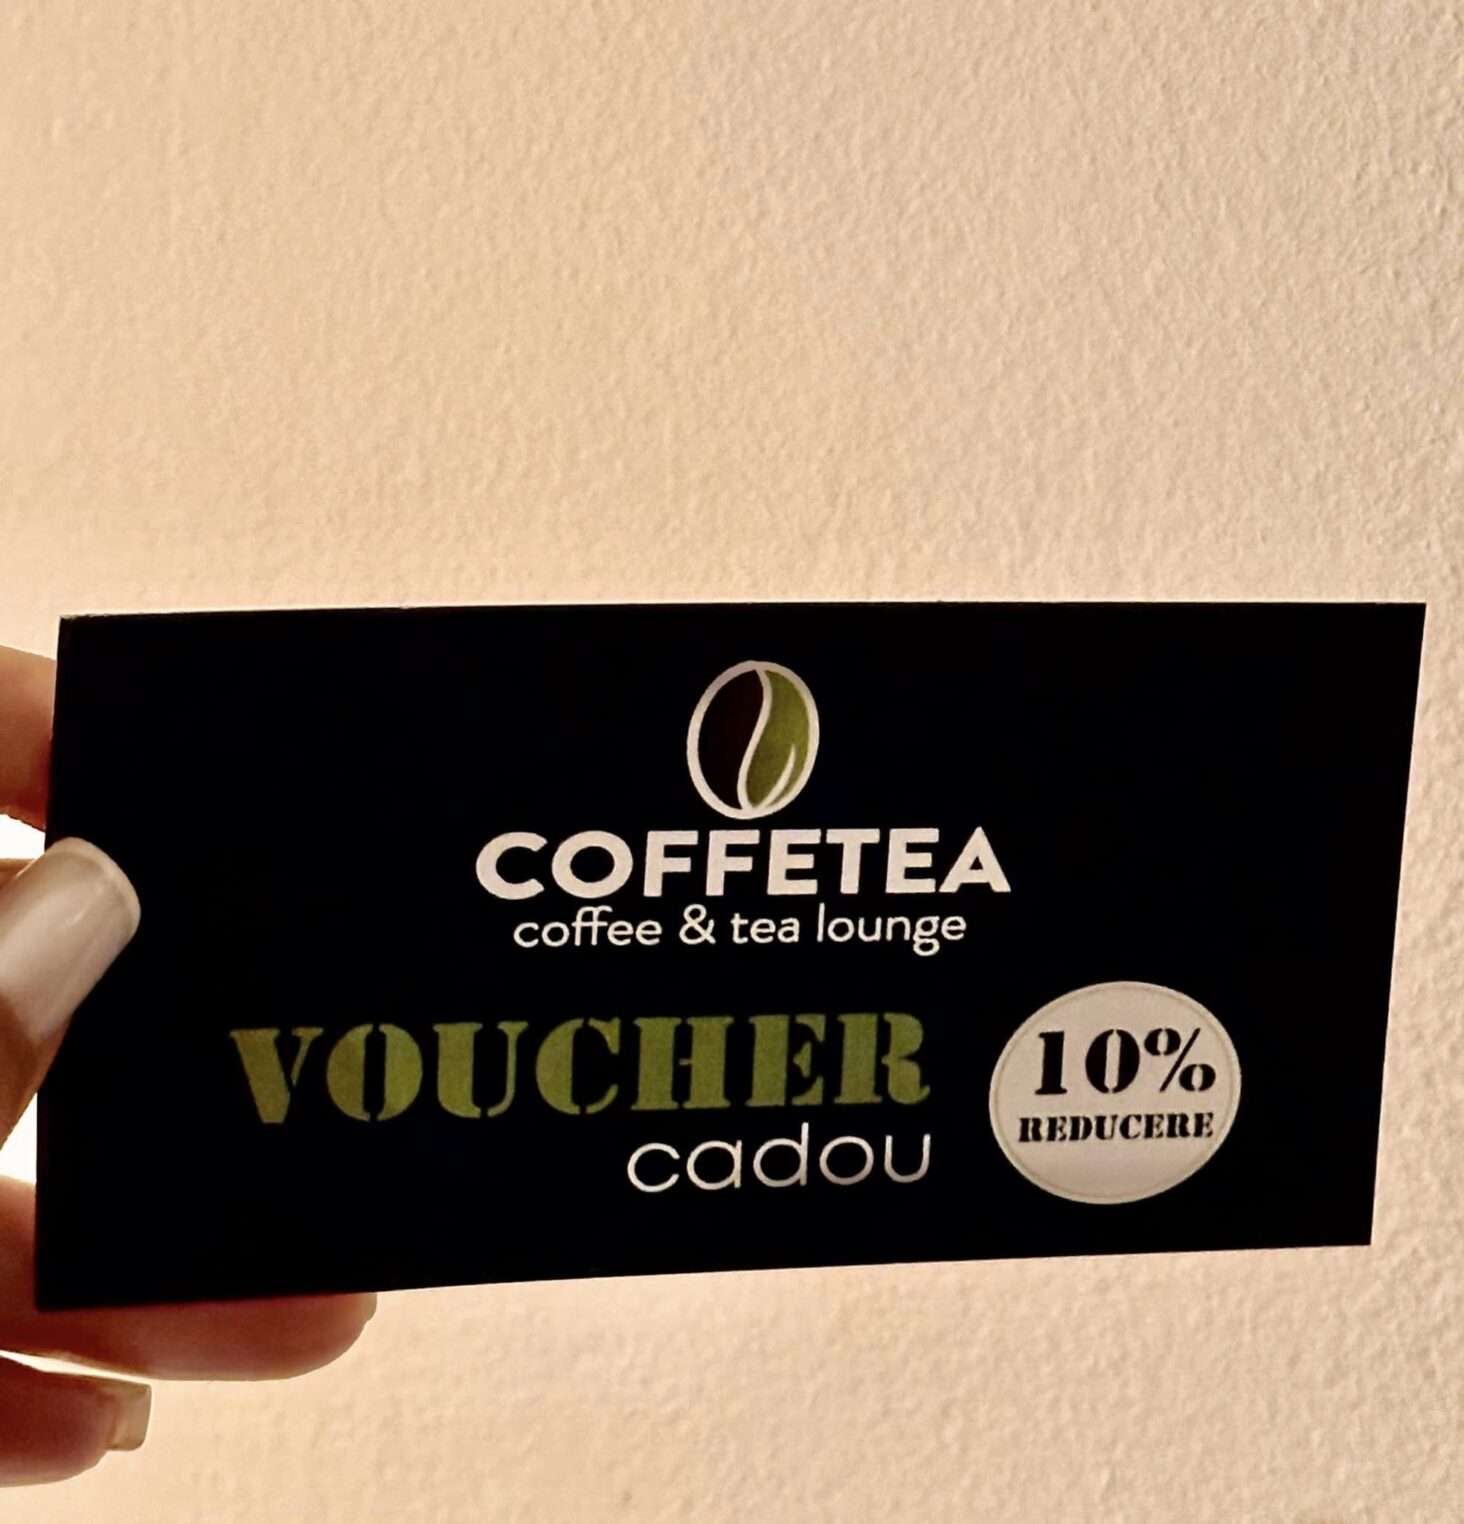 COFFETEA
coffee & tea lounge
VOUCHER
cadou
10%
REDUCERE